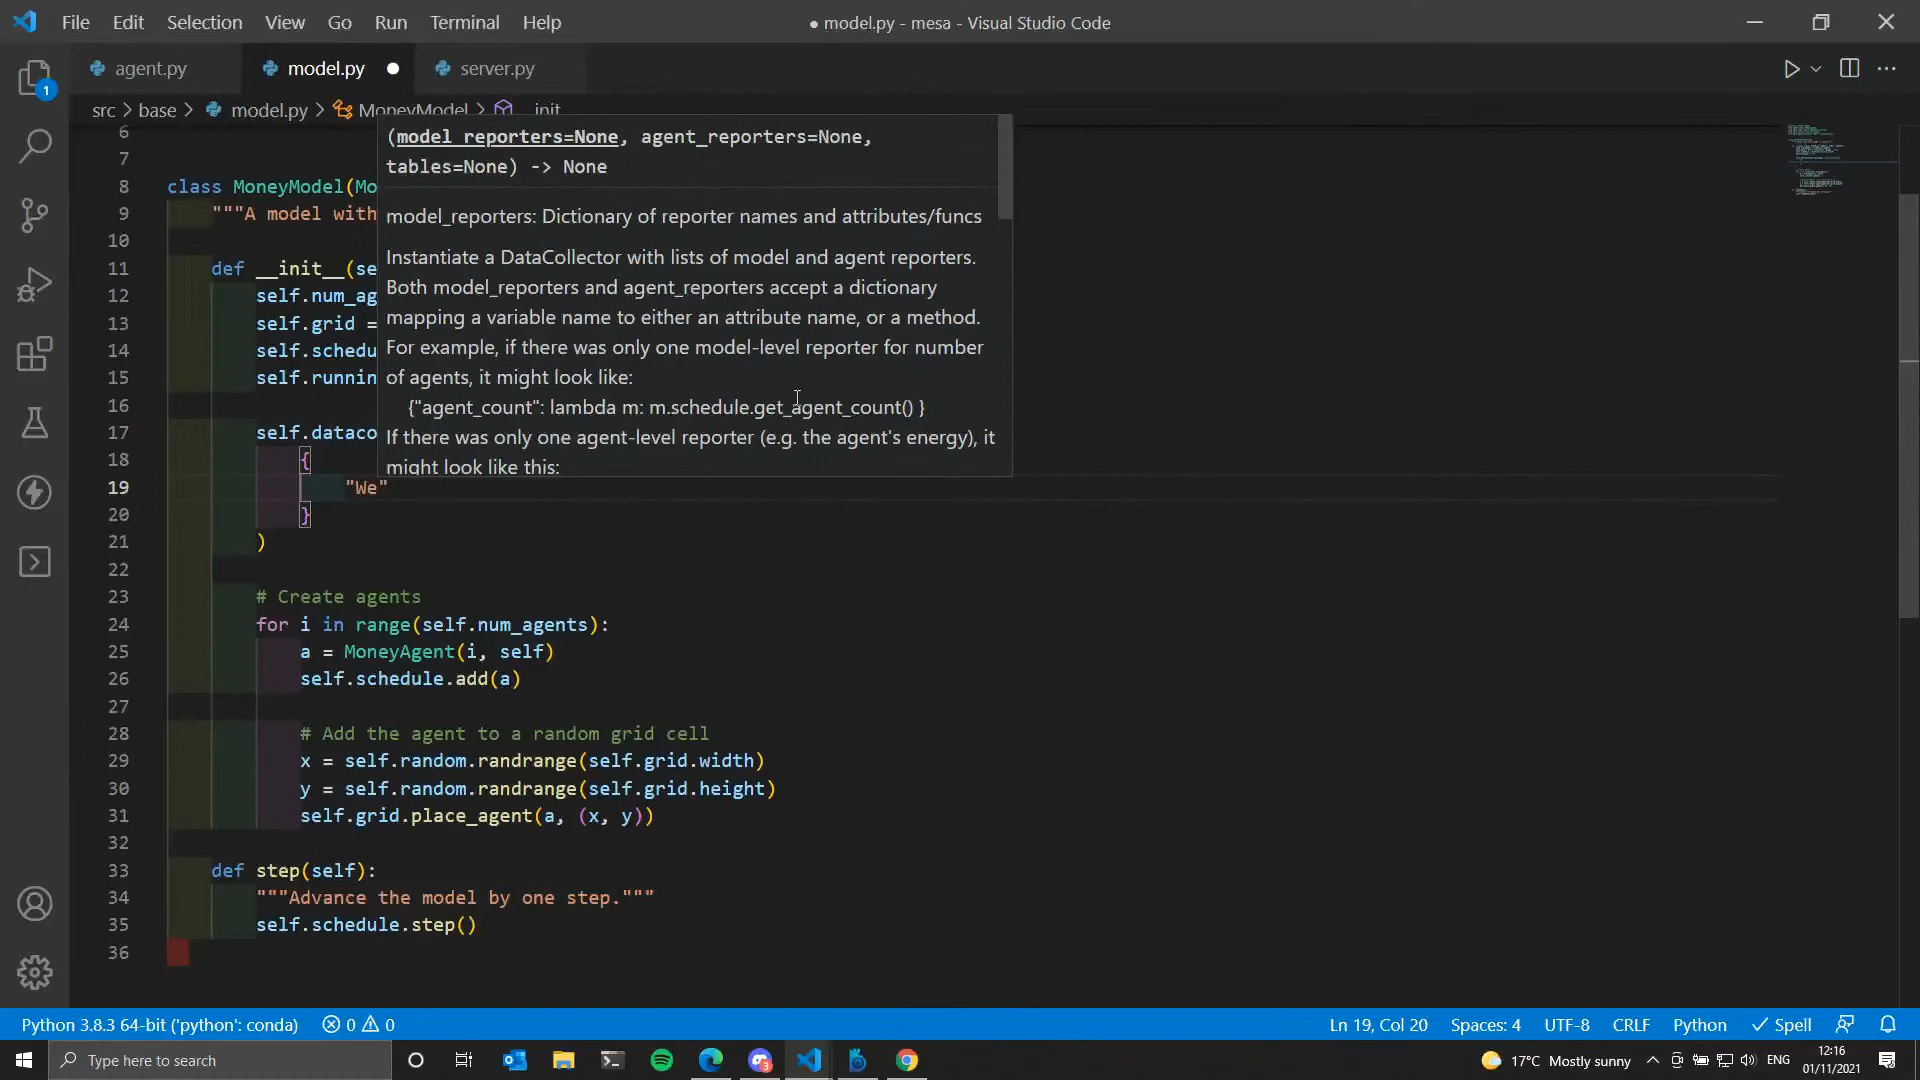 File Edit Selection View Go Run Terminal Help
● model.py - mesa - Visual Studio Code
agent.py
model.py
server.py
src > base > model.py > MoneyModel > __init__
(model_reporters=None, agent_reporters=None,
tables=None) -> None
model_reporters: Dictionary of reporter names and attributes/funcs
Instantiate a DataCollector with lists of model and agent reporters.
Both model_reporters and agent_reporters accept a dictionary
mapping a variable name to either an attribute name, or a method.
For example, if there was only one model-level reporter for number
of agents, it might look like:
{"agent_count": lambda m: m.schedule.get_agent_count() }
If there was only one agent-level reporter (e.g. the agent's energy), it
might look like this:
6
7
8 class MoneyModel(Mo
9 """A model with
10
11 def __init__(se
12 self.num_ag
13 self.grid =
14 self.schedu
15 self.runnin
16
17 self.dataco
18 {
19 "We"
20 }
21 )
22
23 # Create agents
24 for i in range(self.num_agents):
25 a = MoneyAgent(i, self)
26 self.schedule.add(a)
27
28 # Add the agent to a random grid cell
29 x = self.random.randrange(self.grid.width)
30 y = self.random.randrange(self.grid.height)
31 self.grid.place_agent(a, (x, y))
32
33 def step(self):
34 """Advance the model by one step."""
35 self.schedule.step()
36
1
Python 3.8.3 64-bit ('python': conda) 0 0 Ln 19, Col 20 Spaces: 4 UTF-8 CRLF Python Spell
Type here to search
3
17°C Mostly sunny
ENG
12:16
01/11/2021